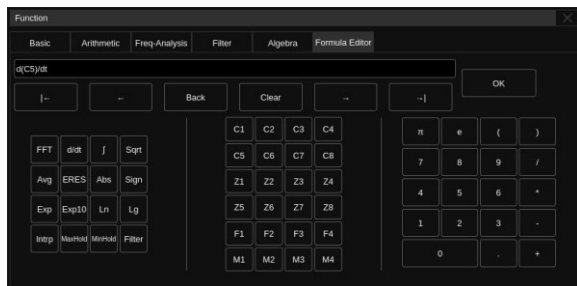 Function
Basic Arithmetic Freq-Analysis Filter Algebra Formula Editor
d(C5)/dt
OK
|← ← Back Clear → →|
FFT d/dt ∫ Sqrt
Avg ERES Abs Sign
Exp Exp10 Ln Lg
Intrp MaxHold MinHold Filter
C1 C2 C3 C4
C5 C6 C7 C8
Z1 Z2 Z3 Z4
Z5 Z6 Z7 Z8
F1 F2 F3 F4
M1 M2 M3 M4
π e ( )
7 8 9 /
4 5 6 *
1 2 3 -
0 . +